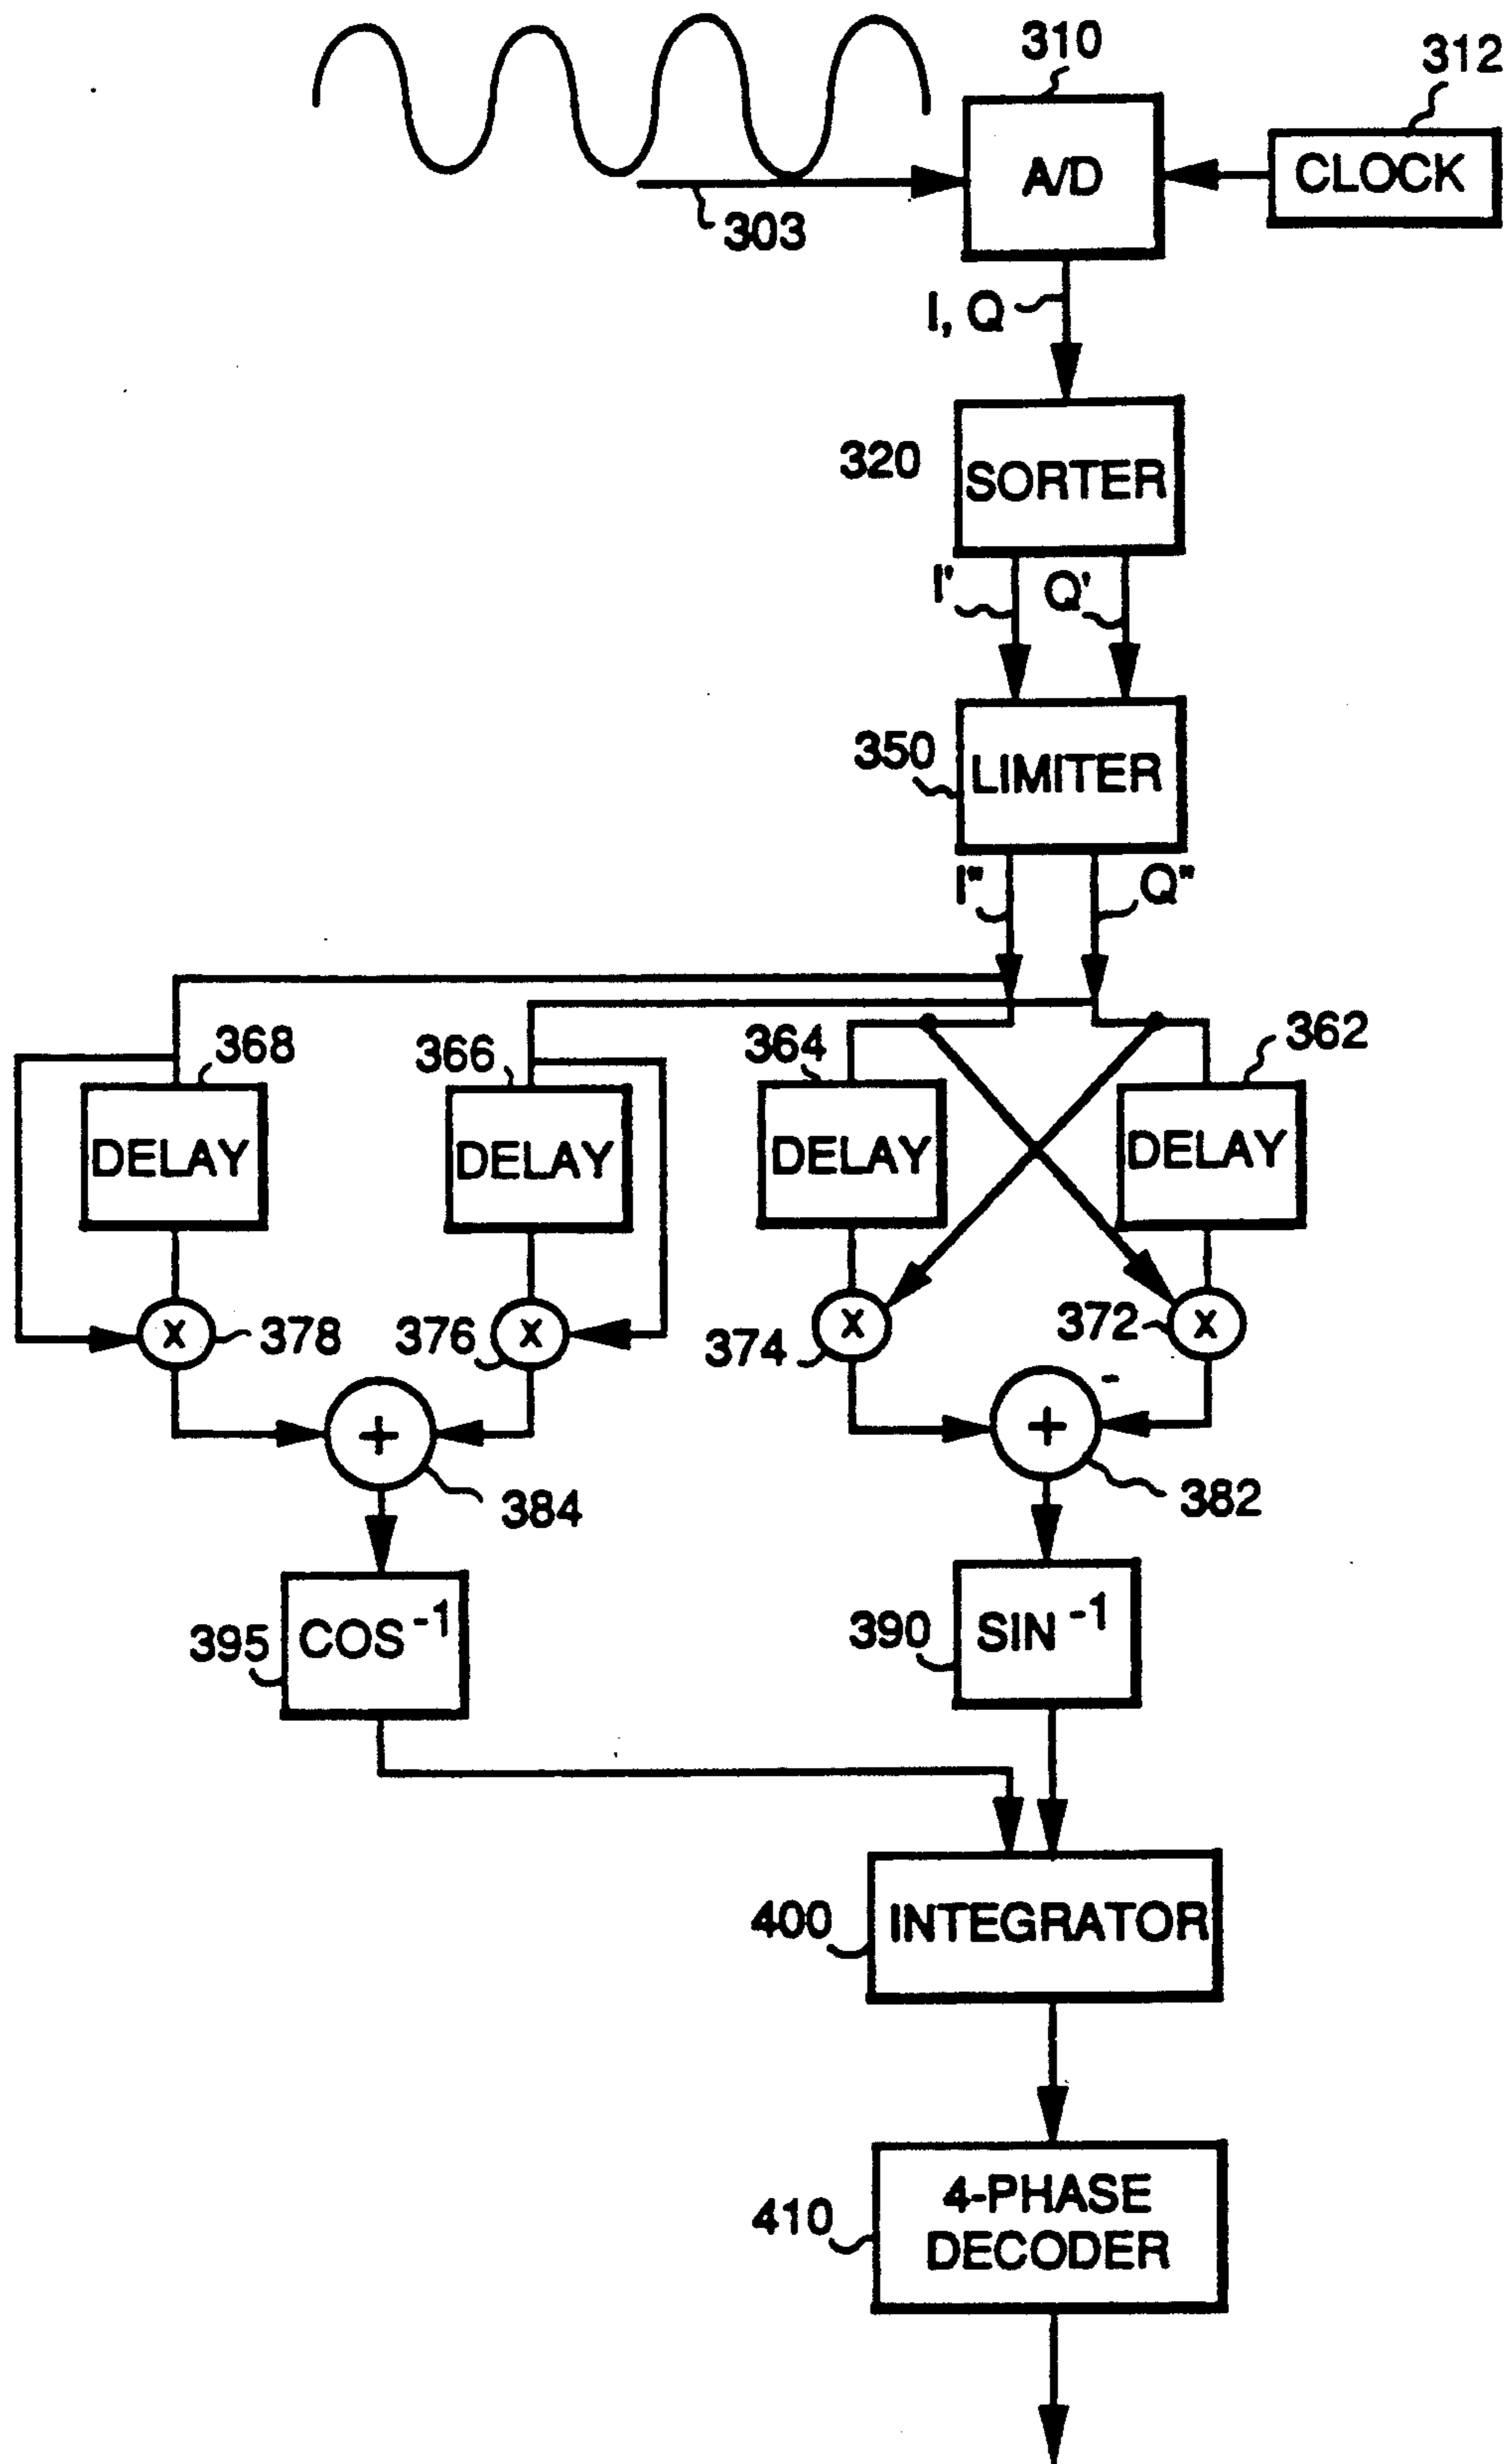 310
312
A/D
CLOCK
303
I, Q
320
SORTER
I' Q'
350
LIMITER
I" Q"
368
366
364
362
DELAY
DELAY
DELAY
DELAY
X
378
376
X
374
X
372
X
+
384
+
-
382
395
COS-1
390
SIN-1
400
INTEGRATOR
410
4-PHASE
DECODER